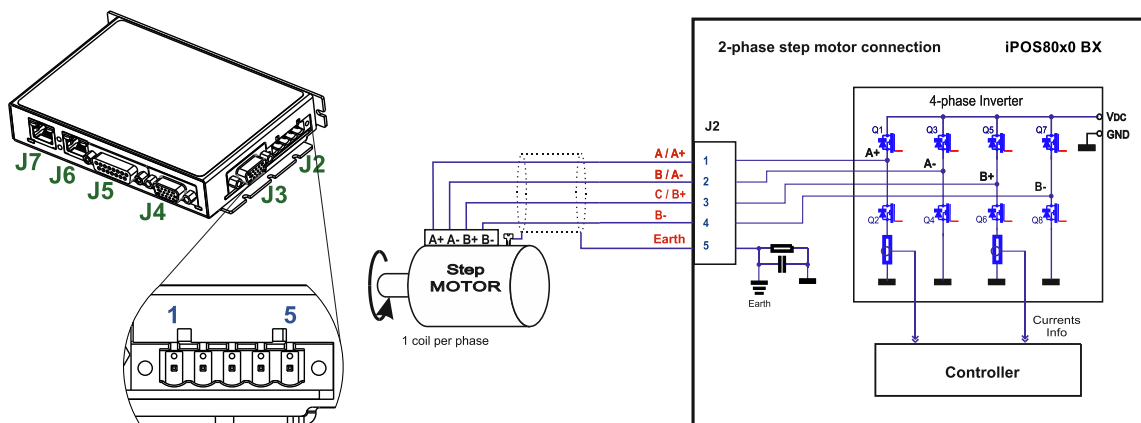 2-phase step motor connection
iPOS80x0 BX
4-phase Inverter
VDC
GND
Q1
Q3
Q5
Q7
A+
A-
B+
B-
Q2
Q4
Q6
Q8
J2
1
2
3
4
5
A / A+
B / A-
C / B+
B-
Earth
Earth
Currents
Info
Controller
A+ A- B+ B-
Step
MOTOR
1 coil per phase
J7
J6
J5
J4
J3
J2
1
5